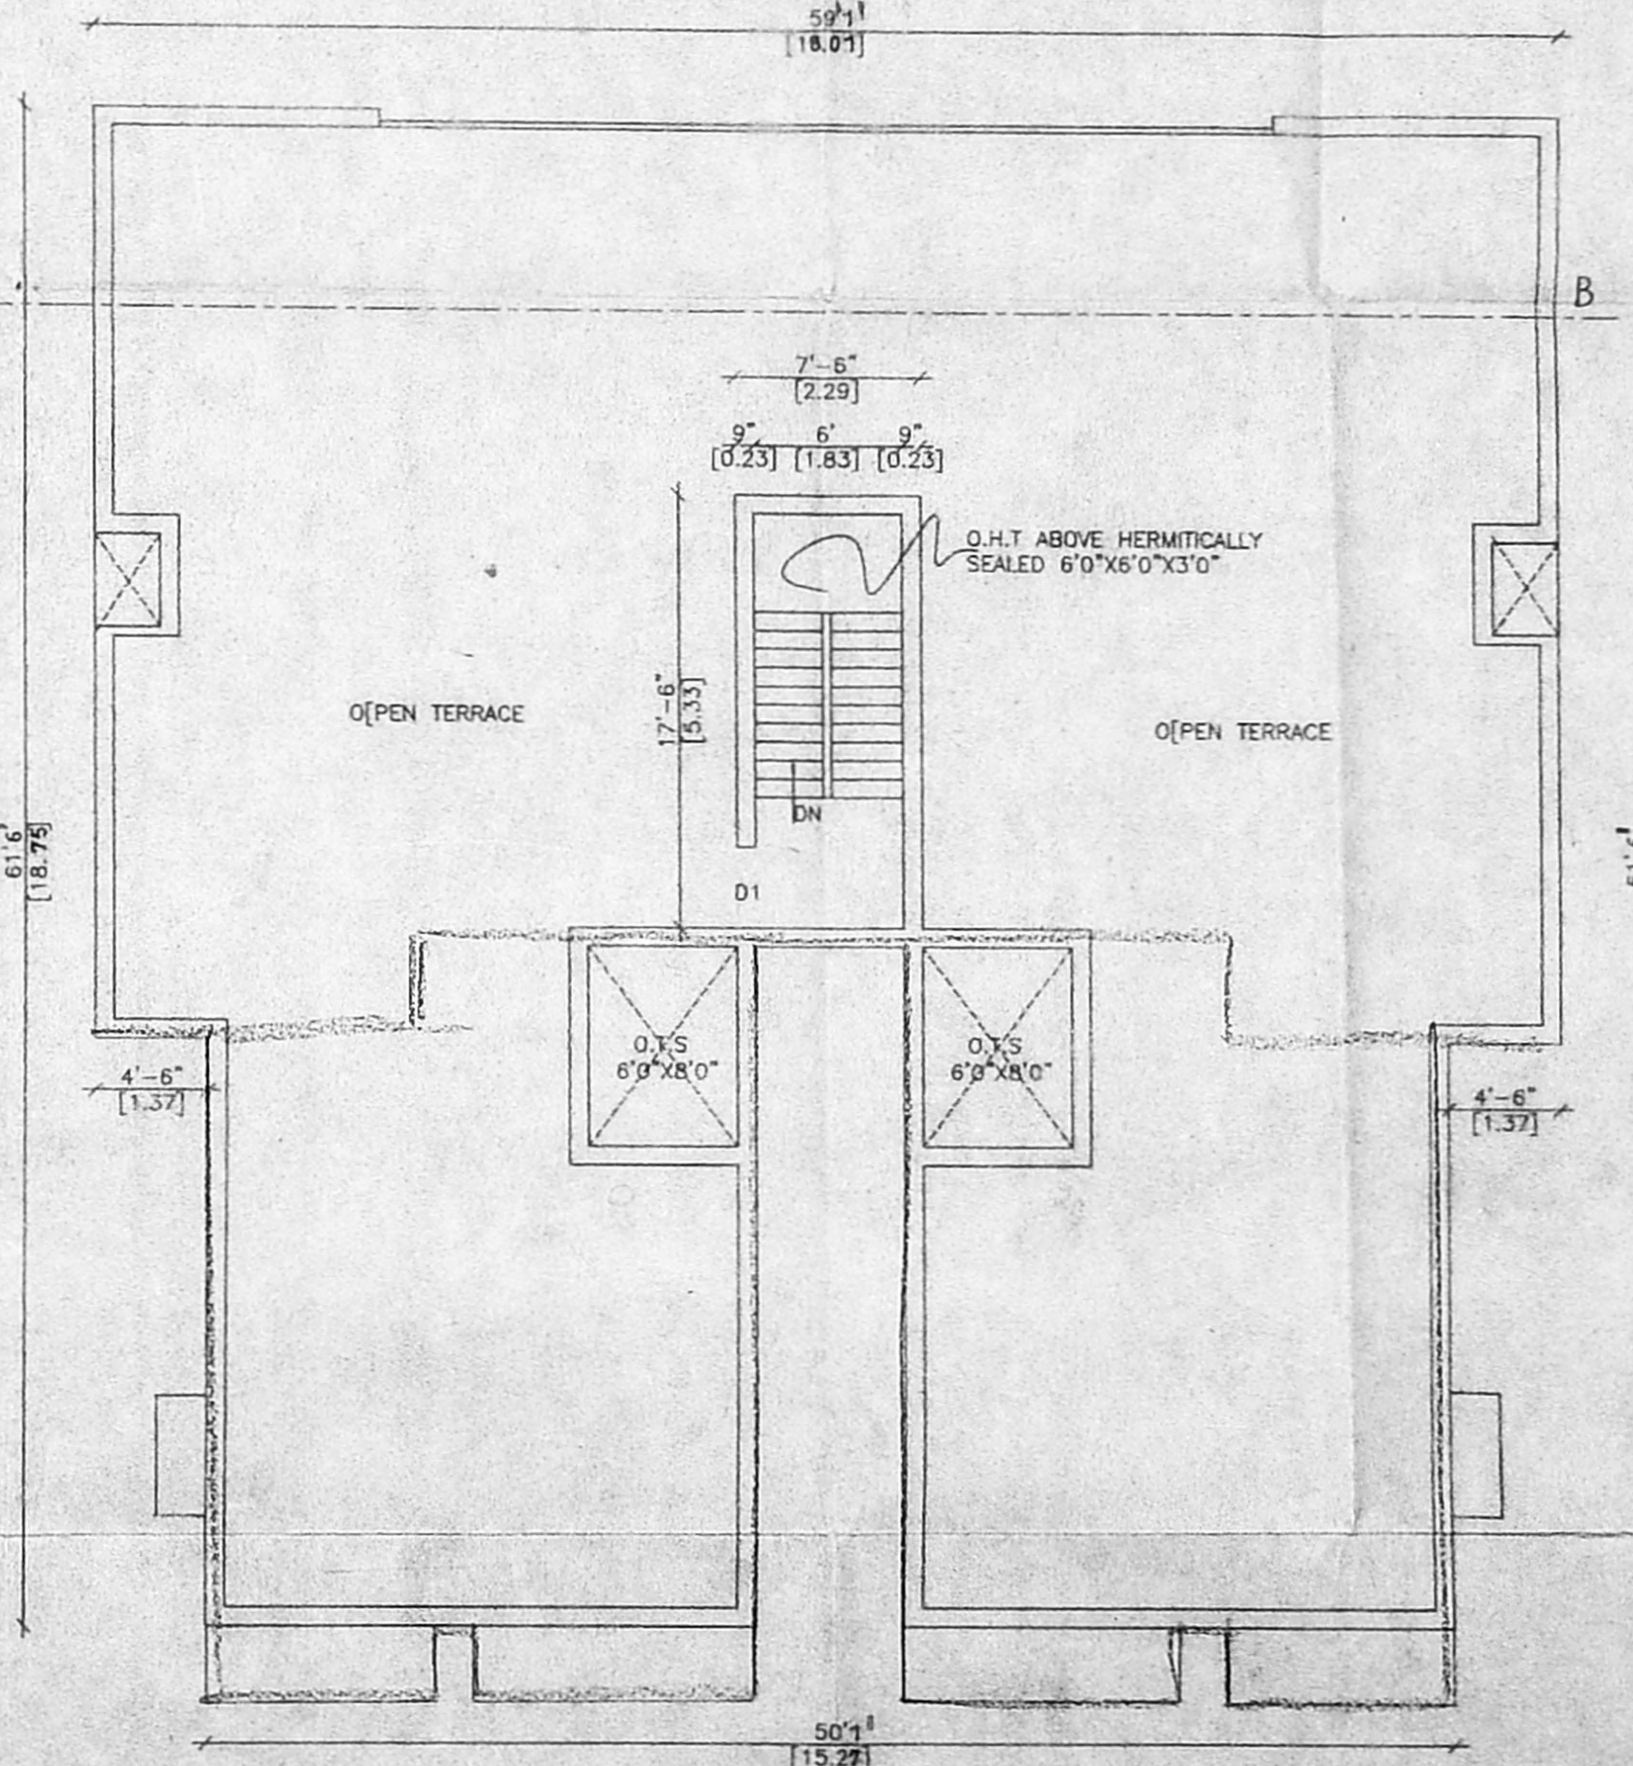 59'1"
[18.01]
B
7'-6"
[2.29]
9" 6' 9"
[0.23] [1.83] [0.23]
O.H.T ABOVE HERMITICALLY
SEALED 6'0"X6'0"X3'0"
17'-6"
[5.33]
O[PEN TERRACE
O[PEN TERRACE
DN
61'6"
[18.75]
D1
O.T.S
6'0"X8'0"
O.T.S
6'0"X8'0"
4'-6"
[1.37]
4'-6"
[1.37]
50'1"
[15.27]